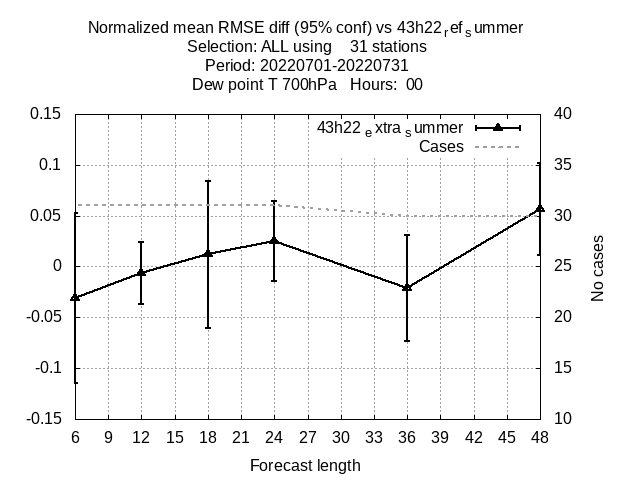 Normalized mean RMSE diff (95% conf) vs 43h22refsummer
Selection: ALL using 31 stations
Period: 20220701-20220731
Dew point T 700hPa Hours: 00
43h22extrasummer
Cases
0.15
0.1
0.05
0
-0.05
-0.1
-0.15
40
35
30
25
20
15
10
No cases
6 9 12 15 18 21 24 27 30 33 36 39 42 45 48
Forecast length